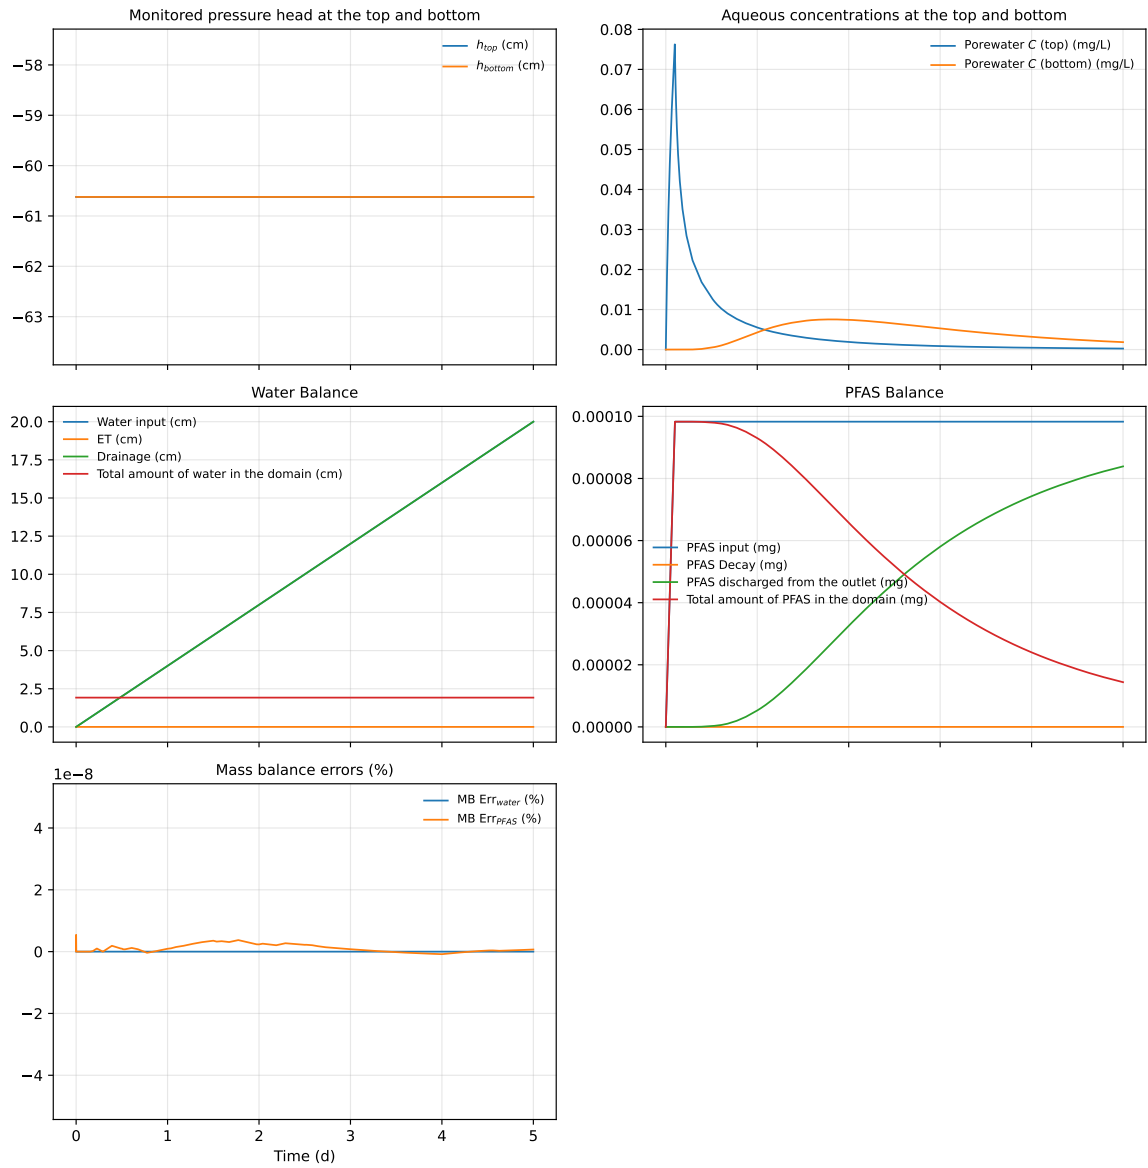 Monitored pressure head at the top and bottom
h_top (cm)
h_bottom (cm)
−58
−59
−60
−61
−62
−63
Aqueous concentrations at the top and bottom
Porewater C (top) (mg/L)
Porewater C (bottom) (mg/L)
0.08
0.07
0.06
0.05
0.04
0.03
0.02
0.01
0.00
Water Balance
Water input (cm)
ET (cm)
Drainage (cm)
Total amount of water in the domain (cm)
20.0
17.5
15.0
12.5
10.0
7.5
5.0
2.5
0.0
PFAS Balance
PFAS input (mg)
PFAS Decay (mg)
PFAS discharged from the outlet (mg)
Total amount of PFAS in the domain (mg)
0.00010
0.00008
0.00006
0.00004
0.00002
0.00000
Mass balance errors (%)
1e−8
MB Err_water (%)
MB Err_PFAS (%)
4
2
0
−2
−4
0 1 2 3 4 5
Time (d)